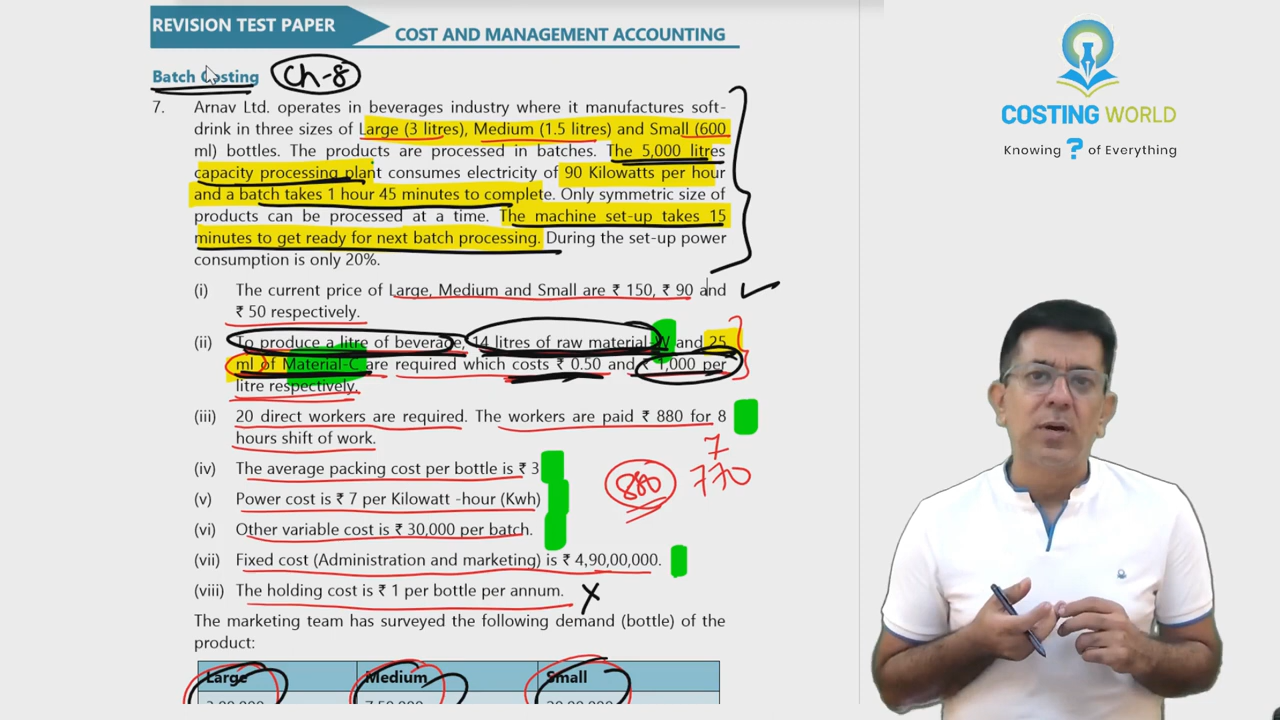 REVISION TEST PAPER
COST AND MANAGEMENT ACCOUNTING
Batch Costing
Ch-8
7. Arnav Ltd. operates in beverages industry where it manufactures soft-
drink in three sizes of Large (3 litres), Medium (1.5 litres) and Small (600
ml) bottles. The products are processed in batches. The 5,000 litres
capacity processing plant consumes electricity of 90 Kilowatts per hour
and a batch takes 1 hour 45 minutes to complete. Only symmetric size of
products can be processed at a time. The machine set-up takes 15
minutes to get ready for next batch processing. During the set-up power
consumption is only 20%.
(i) The current price of Large, Medium and Small are ₹ 150, ₹ 90 and
₹ 50 respectively.
(ii) To produce a litre of beverage, 14 litres of raw material-W and 25
ml of Material-C are required which costs ₹ 0.50 and ₹ 1,000 per
litre respectively.
(iii) 20 direct workers are required. The workers are paid ₹ 880 for 8
hours shift of work.
7
(iv) The average packing cost per bottle is ₹ 3
880 770
(v) Power cost is ₹ 7 per Kilowatt -hour (Kwh)
(vi) Other variable cost is ₹ 30,000 per batch.
(vii) Fixed cost (Administration and marketing) is ₹ 4,90,00,000.
(viii) The holding cost is ₹ 1 per bottle per annum.
The marketing team has surveyed the following demand (bottle) of the
product:
Large Medium Small
COSTING WORLD
Knowing ? of Everything